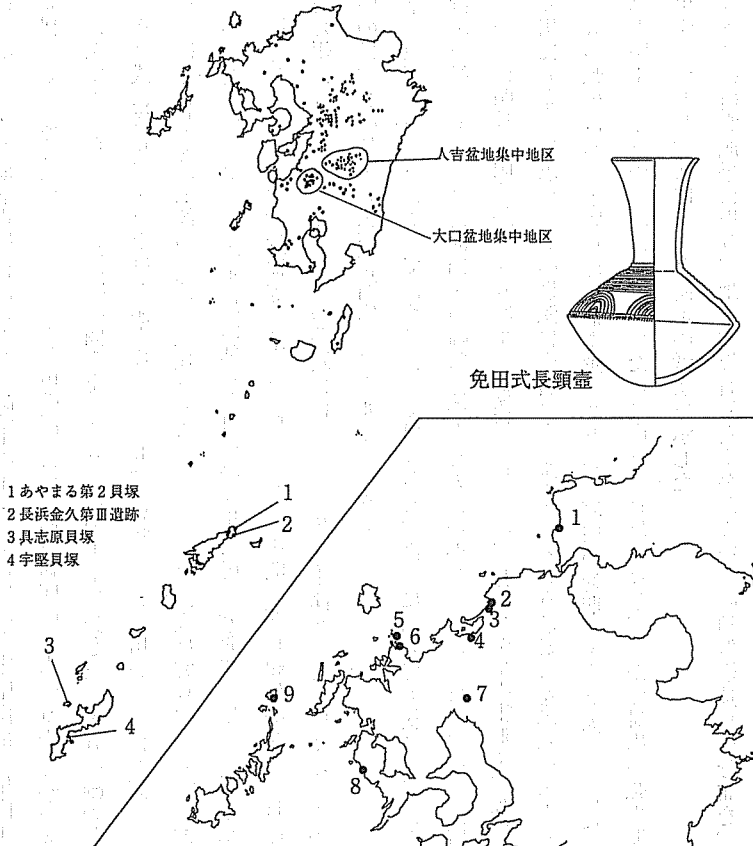 人吉盆地集中地区
大口盆地集中地区
免田式長頸壺
1 あやまる第2貝塚
2 長浜金久第Ⅲ遺跡
3 具志原貝塚
4 宇堅貝塚
1
2
3
4
1
2
3
4
5
6
7
8
9